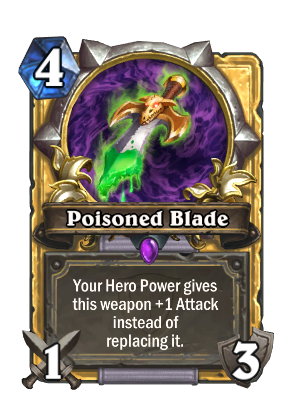 4
Poisoned Blade
Your Hero Power gives
this weapon +1 Attack
instead of
replacing it.
1
3